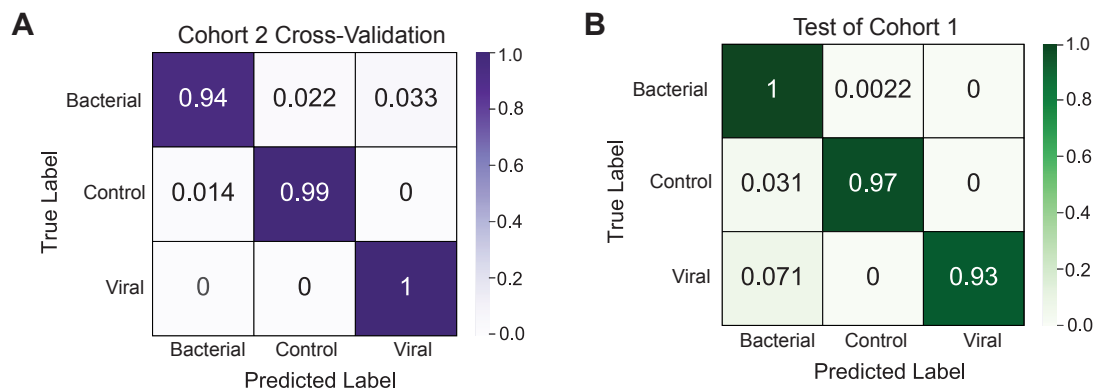 A
Cohort 2 Cross-Validation
True Label
Bacterial
0.94 0.022 0.033
Control
0.014 0.99 0
Viral
0 0 1
Bacterial Control Viral
Predicted Label
1.0
0.8
0.6
0.4
0.2
0.0
B
Test of Cohort 1
True Label
Bacterial
1 0.0022 0
Control
0.031 0.97 0
Viral
0.071 0 0.93
Bacterial Control Viral
Predicted Label
1.0
0.8
0.6
0.4
0.2
0.0